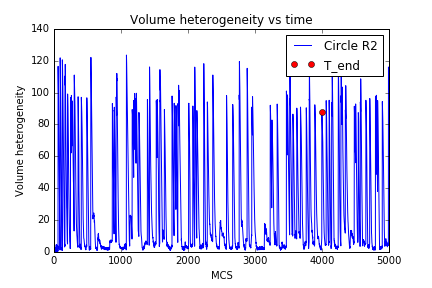 Volume heterogeneity vs time
140
120
100
80
60
40
20
0
Volume heterogeneity
Circle R2
T_end
0 1000 2000 3000 4000 5000
MCS